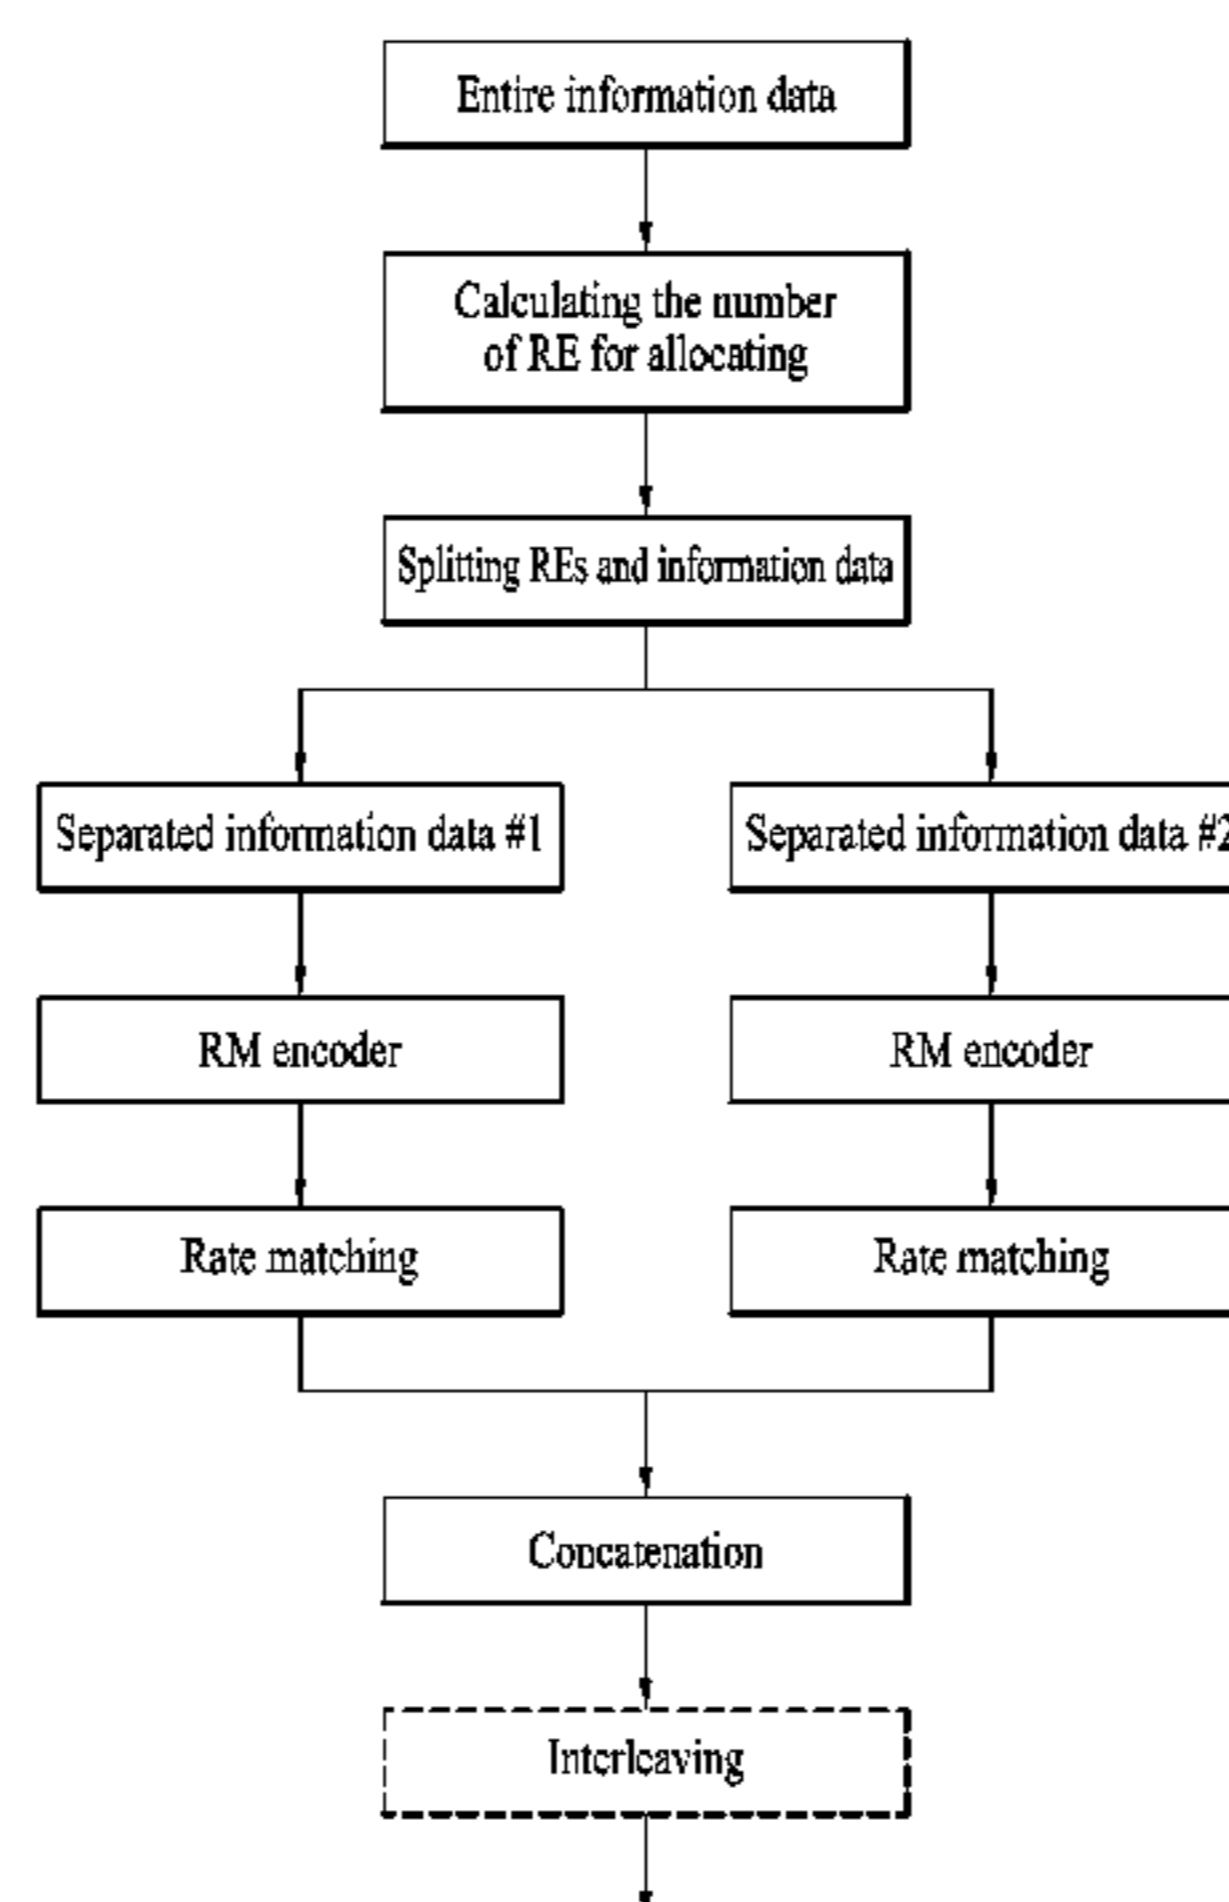 Entire information data
Calculating the number
of RE for allocating
Splitting REs and information data
Separated information data #1
Separated information data #2
RM encoder
RM encoder
Rate matching
Rate matching
Concatenation
Interleaving